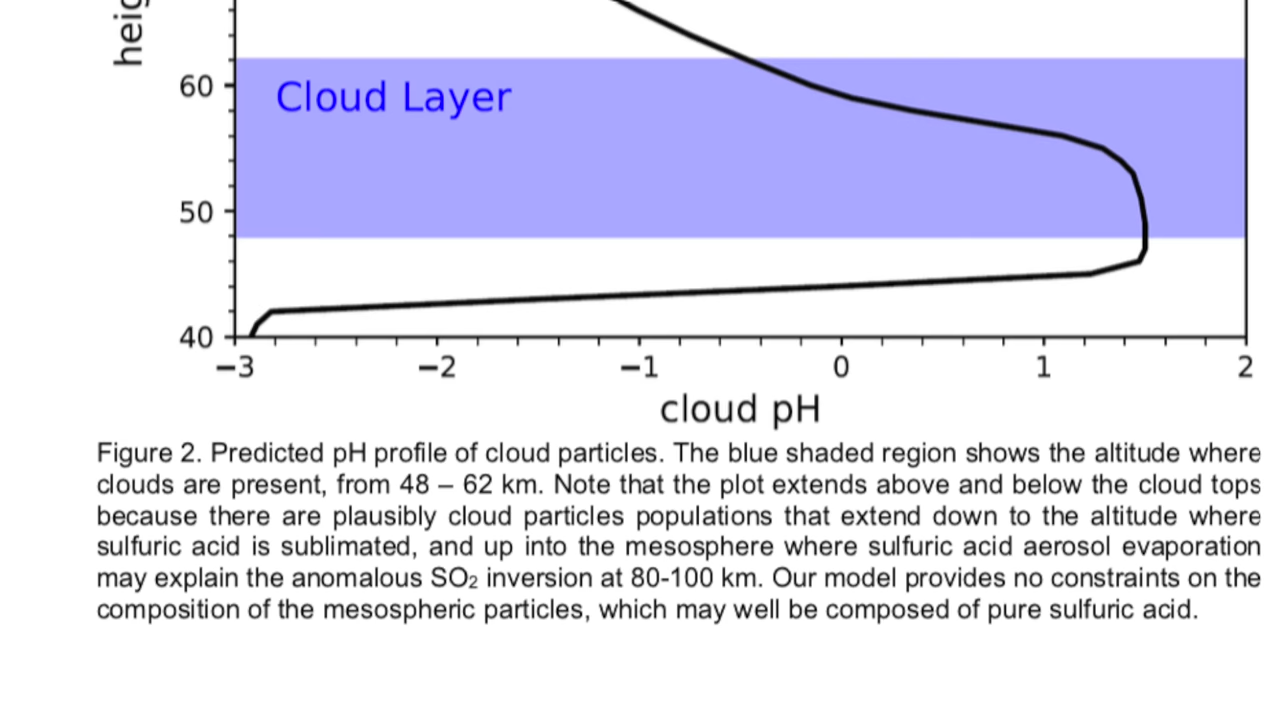 heig
60
Cloud Layer
50
40
−3 −2 −1 0 1 2
cloud pH
Figure 2. Predicted pH profile of cloud particles. The blue shaded region shows the altitude where
clouds are present, from 48 – 62 km. Note that the plot extends above and below the cloud tops
because there are plausibly cloud particles populations that extend down to the altitude where
sulfuric acid is sublimated, and up into the mesosphere where sulfuric acid aerosol evaporation
may explain the anomalous SO₂ inversion at 80-100 km. Our model provides no constraints on the
composition of the mesospheric particles, which may well be composed of pure sulfuric acid.